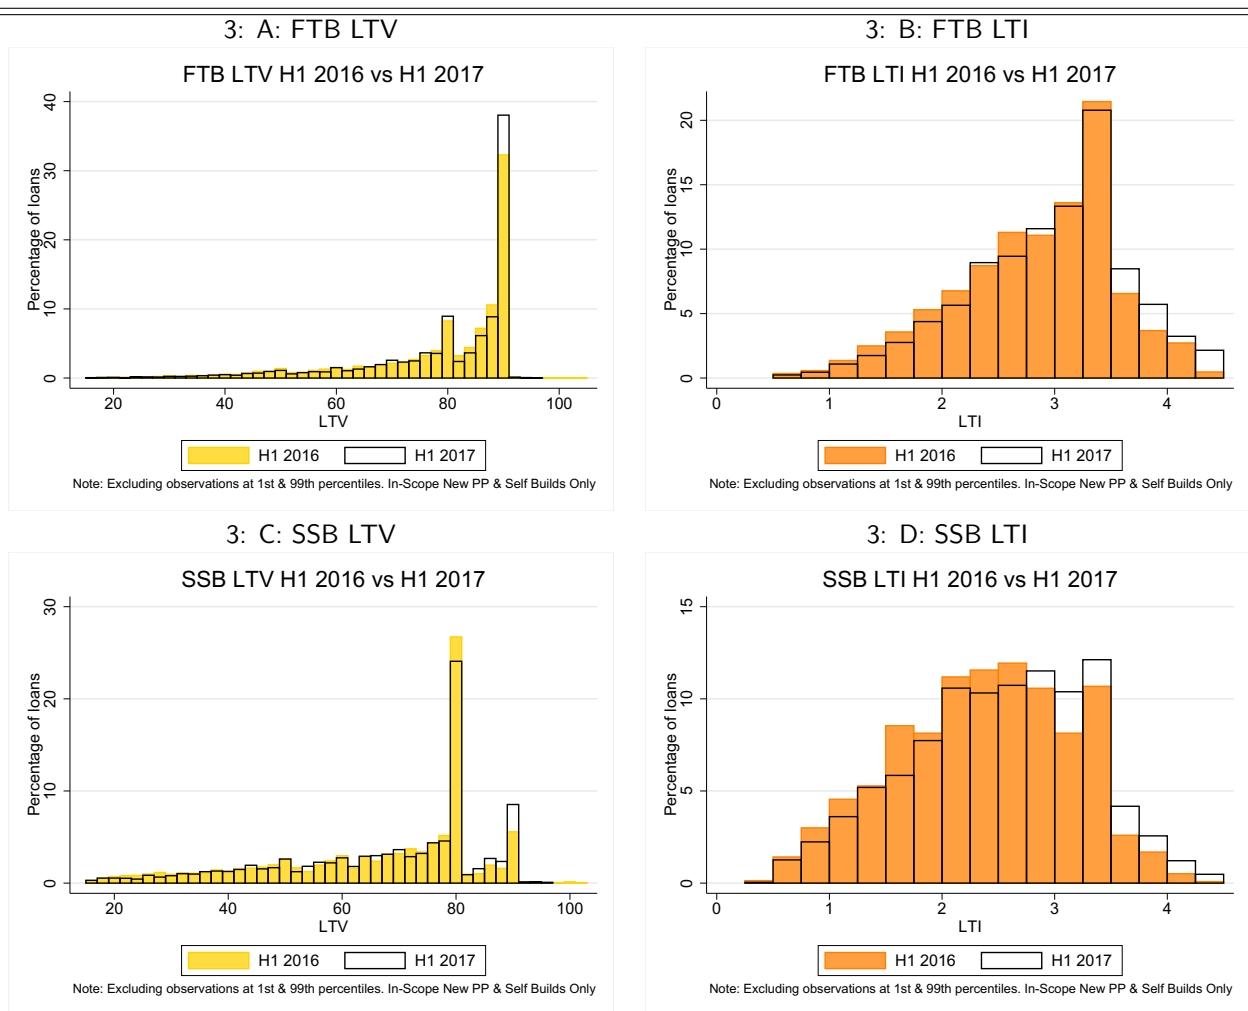 3: A: FTB LTV
FTB LTV H1 2016 vs H1 2017
Percentage of loans
0 10 20 30 40
20 40 60 80 100
LTV
H1 2016 H1 2017
Note: Excluding observations at 1st & 99th percentiles. In-Scope New PP & Self Builds Only
3: B: FTB LTI
FTB LTI H1 2016 vs H1 2017
Percentage of loans
0 5 10 15 20
0 1 2 3 4
LTI
H1 2016 H1 2017
Note: Excluding observations at 1st & 99th percentiles. In-Scope New PP & Self Builds Only
3: C: SSB LTV
SSB LTV H1 2016 vs H1 2017
Percentage of loans
0 10 20 30
20 40 60 80 100
LTV
H1 2016 H1 2017
Note: Excluding observations at 1st & 99th percentiles. In-Scope New PP & Self Builds Only
3: D: SSB LTI
SSB LTI H1 2016 vs H1 2017
Percentage of loans
0 5 10 15
0 1 2 3 4
LTI
H1 2016 H1 2017
Note: Excluding observations at 1st & 99th percentiles. In-Scope New PP & Self Builds Only